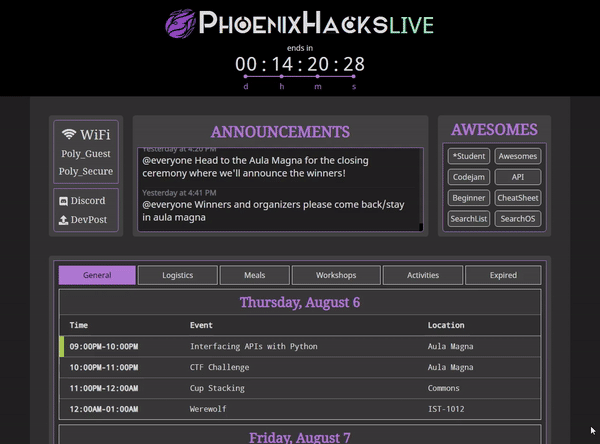 PHOENIXHACKSLIVE
ends in
00:14:20:28
d h m s
WiFi
Poly_Guest
Poly_Secure
Discord
DevPost
ANNOUNCEMENTS
Yesterday at 4:20 PM
@everyone Head to the Aula Magna for the closing
ceremony where we'll announce the winners!
Yesterday at 4:41 PM
@everyone Winners and organizers please come back/stay
in aula magna
AWESOMES
*Student Awesomes
Codejam API
Beginner CheatSheet
SearchList SearchOS
General Logistics Meals Workshops Activities Expired
Thursday, August 6
Time Event Location
09:00PM-10:00PM Interfacing APIs with Python Aula Magna
10:00PM-11:00PM CTF Challenge Aula Magna
11:00PM-12:00AM Cup Stacking Commons
12:00AM-01:00AM Werewolf IST-1012
Friday, August 7